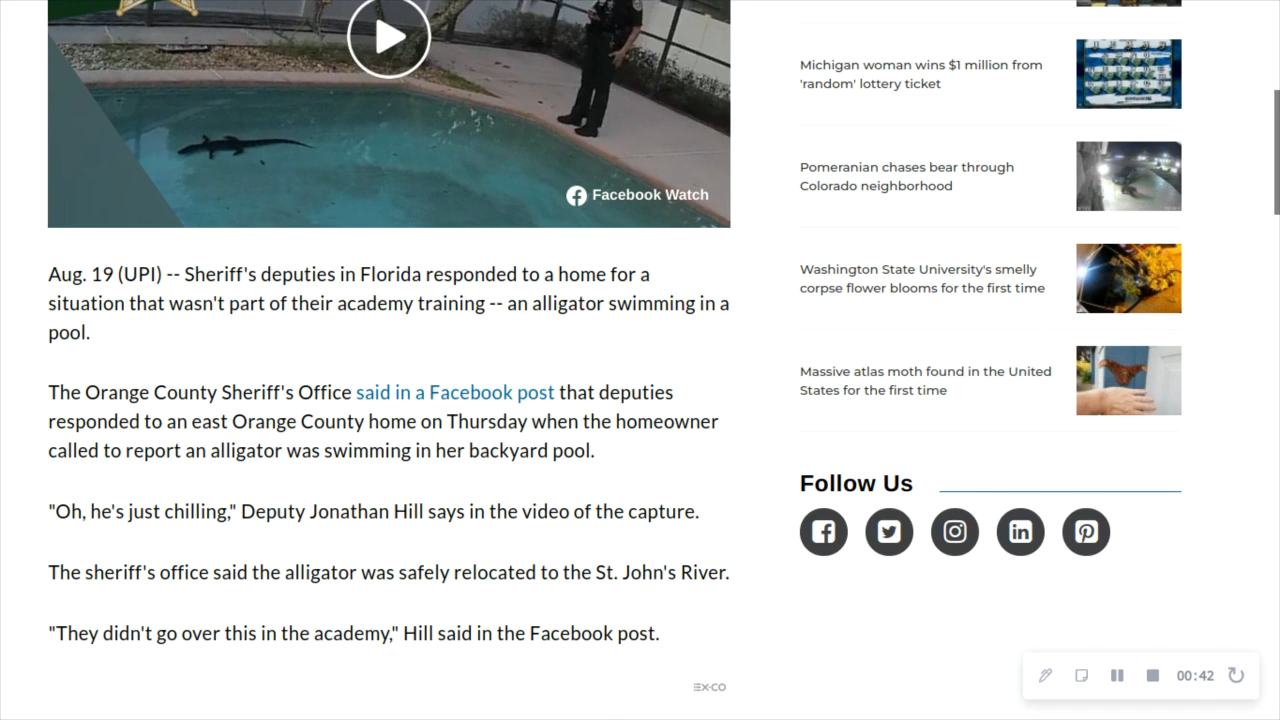 Facebook Watch
Aug. 19 (UPI) -- Sheriff's deputies in Florida responded to a home for a
situation that wasn't part of their academy training -- an alligator swimming in a
pool.
The Orange County Sheriff's Office said in a Facebook post that deputies
responded to an east Orange County home on Thursday when the homeowner
called to report an alligator was swimming in her backyard pool.
"Oh, he's just chilling," Deputy Jonathan Hill says in the video of the capture.
The sheriff's office said the alligator was safely relocated to the St. John's River.
"They didn't go over this in the academy," Hill said in the Facebook post.
EX.CO
Michigan woman wins $1 million from
'random' lottery ticket
Pomeranian chases bear through
Colorado neighborhood
Washington State University's smelly
corpse flower blooms for the first time
Massive atlas moth found in the United
States for the first time
Follow Us
00:42